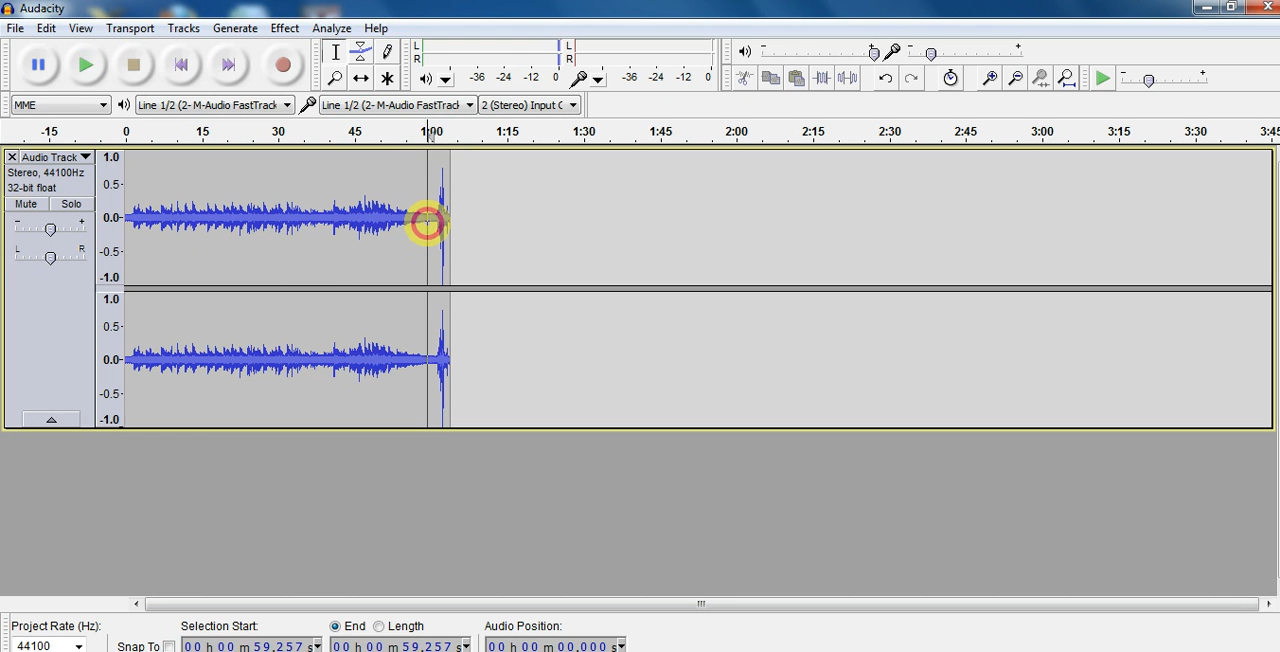 Audacity
File Edit View Transport Tracks Generate Effect Analyze Help
L
R
-36 -24 -12 0
L
R
-36 -24 -12 0
MME
Line 1/2 (2- M-Audio FastTrack
Line 1/2 (2- M-Audio FastTrack
2 (Stereo) Input C
-15 0 15 30 45 1:00 1:15 1:30 1:45 2:00 2:15 2:30 2:45 3:00 3:15 3:30 3:45
Audio Track
Stereo, 44100Hz
32-bit float
Mute Solo
- +
L R
1.0
0.5-
0.0-
-0.5-
-1.0
1.0
0.5-
0.0-
-0.5-
-1.0
Project Rate (Hz):
44100
Snap To
Selection Start:
00 h 00 m 59.257 s
End Length
00 h 00 m 59.257 s
Audio Position:
00 h 00 m 00.000 s